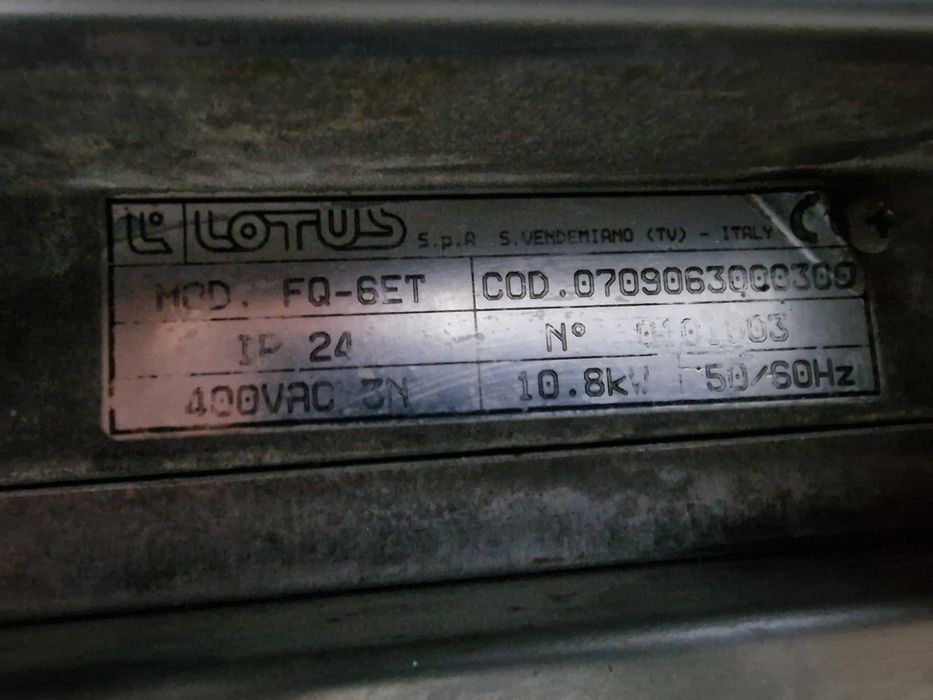 L° LOTUS S.p.A S.VENDEMIANO (TV) - ITALY
MOD. FQ-6ET COD.0709063000300
IP 24 N°
400VAC 3N 10.8kW 50/60Hz